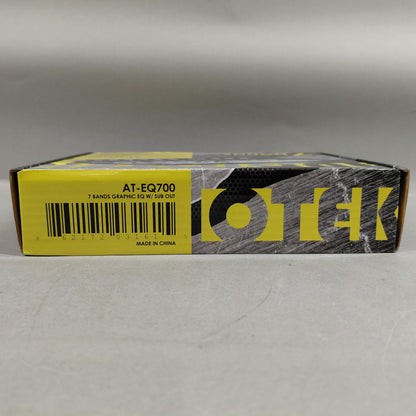 AT-EQ700
7 BANDS GRAPHIC EQ W/ SUB OUT
MADE IN CHINA
OTEK